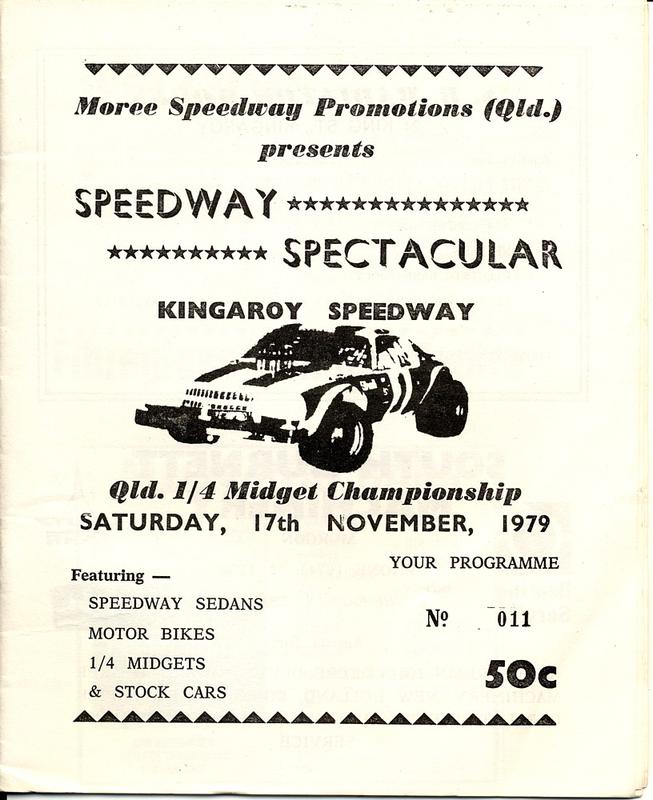 Moree Speedway Promotions (Qld.)
presents
SPEEDWAY ***************
********** SPECTACULAR
KINGAROY SPEEDWAY
Qld. 1/4 Midget Championship
SATURDAY, 17th NOVEMBER, 1979
YOUR PROGRAMME
Featuring —
SPEEDWAY SEDANS
MOTOR BIKES
1/4 MIDGETS
& STOCK CARS
Nº 011
50c